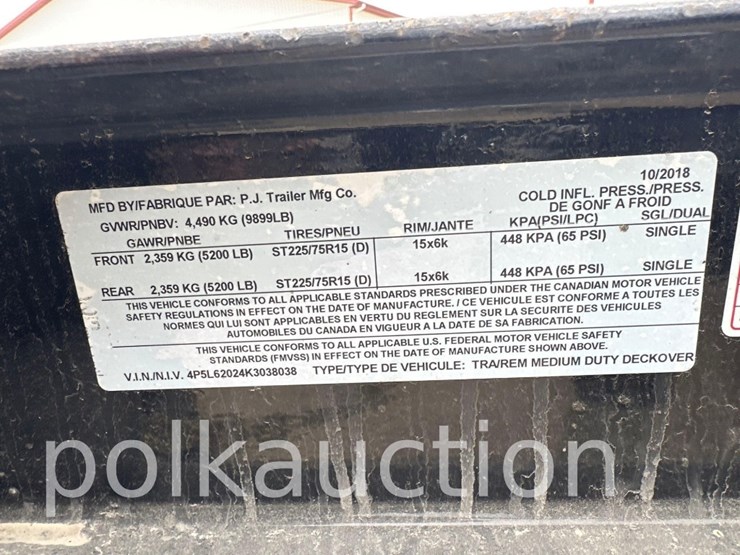 10/2018
MFD BY/FABRIQUE PAR: P.J. Trailer Mfg Co.
COLD INFL. PRESS./PRESS.
DE GONF A FROID
GVWR/PNBV: 4,490 KG (9899LB)
GAWR/PNBE TIRES/PNEU RIM/JANTE KPA(PSI/LPC) SGL/DUAL
FRONT 2,359 KG (5200 LB) ST225/75R15 (D) 15x6k 448 KPA (65 PSI) SINGLE
REAR 2,359 KG (5200 LB) ST225/75R15 (D) 15x6k 448 KPA (65 PSI) SINGLE
THIS VEHICLE CONFORMS TO ALL APPLICABLE STANDARDS PRESCRIBED UNDER THE CANADIAN MOTOR VEHICLE
SAFETY REGULATIONS IN EFFECT ON THE DATE OF MANUFACTURE. / CE VEHICULE EST CONFORME A TOUTES LES
NORMES QUI LUI SONT APPLICABLES EN VERTU DU REGLEMENT SUR LA SECURITE DES VEHICULES
AUTOMOBILES DU CANADA EN VIGUEUR A LA DATE DE SA FABRICATION.
THIS VEHICLE CONFORMS TO ALL APPLICABLE U.S. FEDERAL MOTOR VEHICLE SAFETY
STANDARDS (FMVSS) IN EFFECT ON THE DATE OF MANUFACTURE SHOWN ABOVE.
V.I.N./N.I.V. 4P5L62024K3038038 TYPE/TYPE DE VEHICULE: TRA/REM MEDIUM DUTY DECKOVER
polkauction